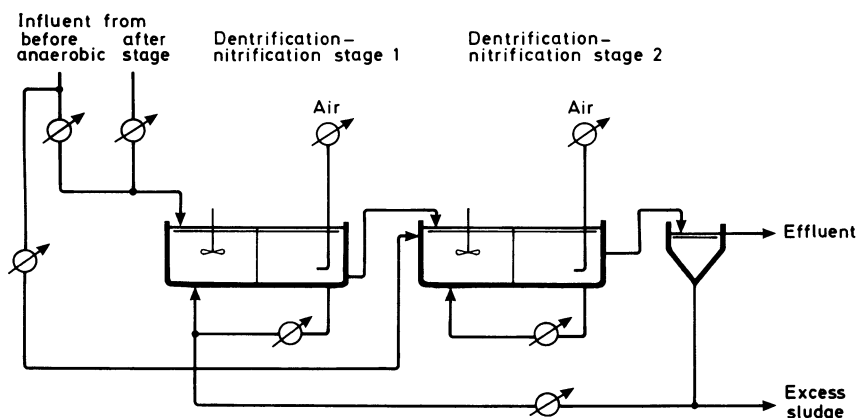 Influent from
before after
anaerobic stage
Dentrification–
nitrification stage 1
Dentrification–
nitrification stage 2
Air
Air
Effluent
Excess
sludge